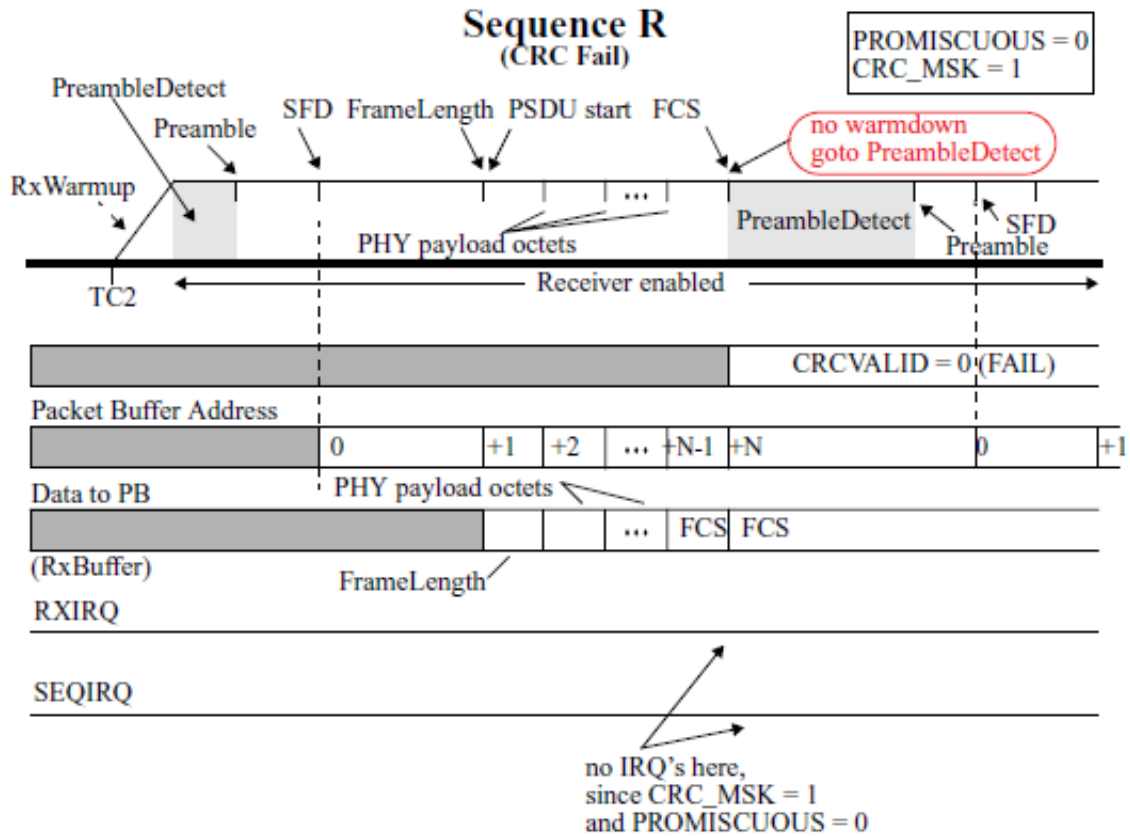 Sequence R
(CRC Fail)
PROMISCUOUS = 0
CRC_MSK = 1
PreambleDetect
Preamble
SFD
FrameLength
PSDU start
FCS
no warmdown
goto PreambleDetect
RxWarmup
...
PHY payload octets
PreambleDetect
SFD
Preamble
TC2
Receiver enabled
CRCVALID = 0 (FAIL)
Packet Buffer Address
0 +1 +2 ... +N-1 +N 0 +1
Data to PB
PHY payload octets
... FCS FCS
(RxBuffer)
FrameLength
RXIRQ
SEQIRQ
no IRQ's here,
since CRC_MSK = 1
and PROMISCUOUS = 0